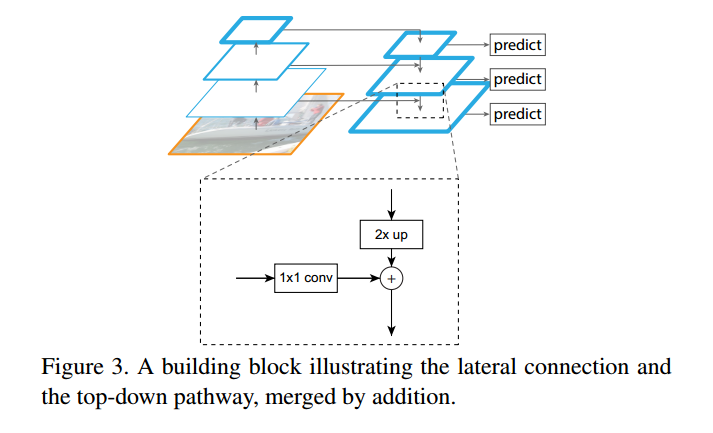 predict
predict
predict
2x up
1x1 conv
+
Figure 3. A building block illustrating the lateral connection and
the top-down pathway, merged by addition.